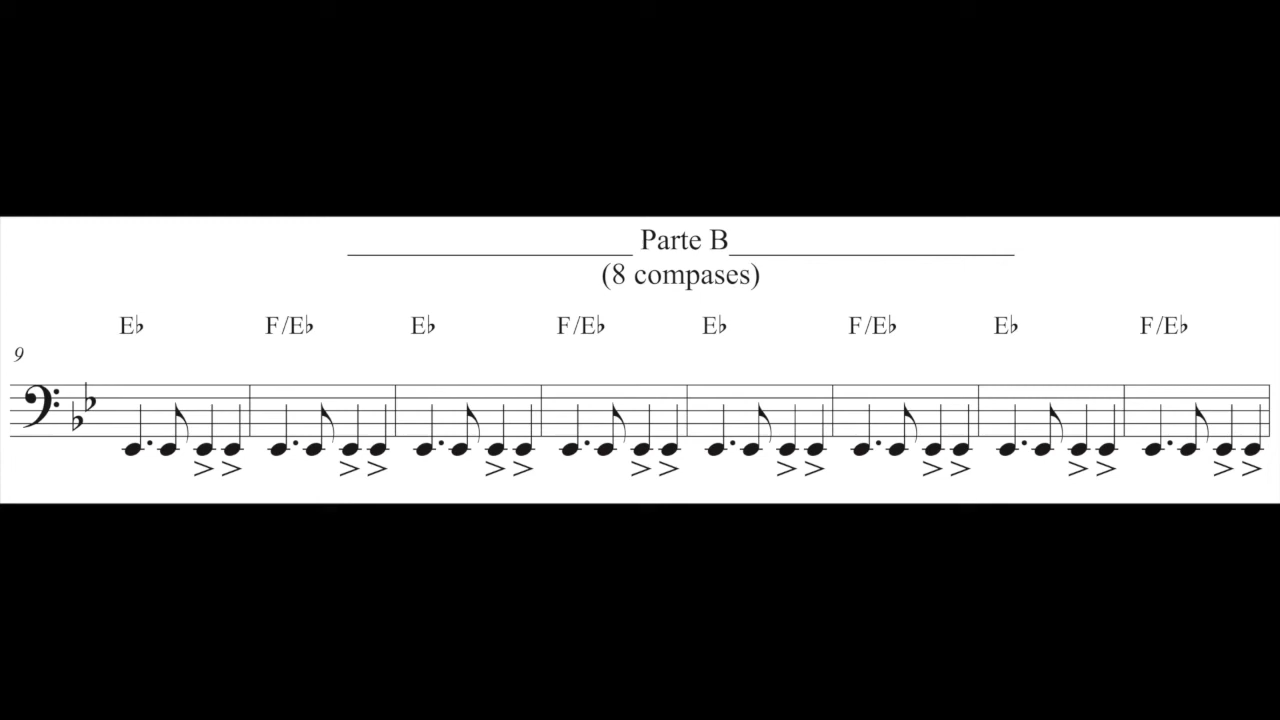 Parte B
(8 compases)
E♭ F/E♭ E♭ F/E♭ E♭ F/E♭ E♭ F/E♭
9